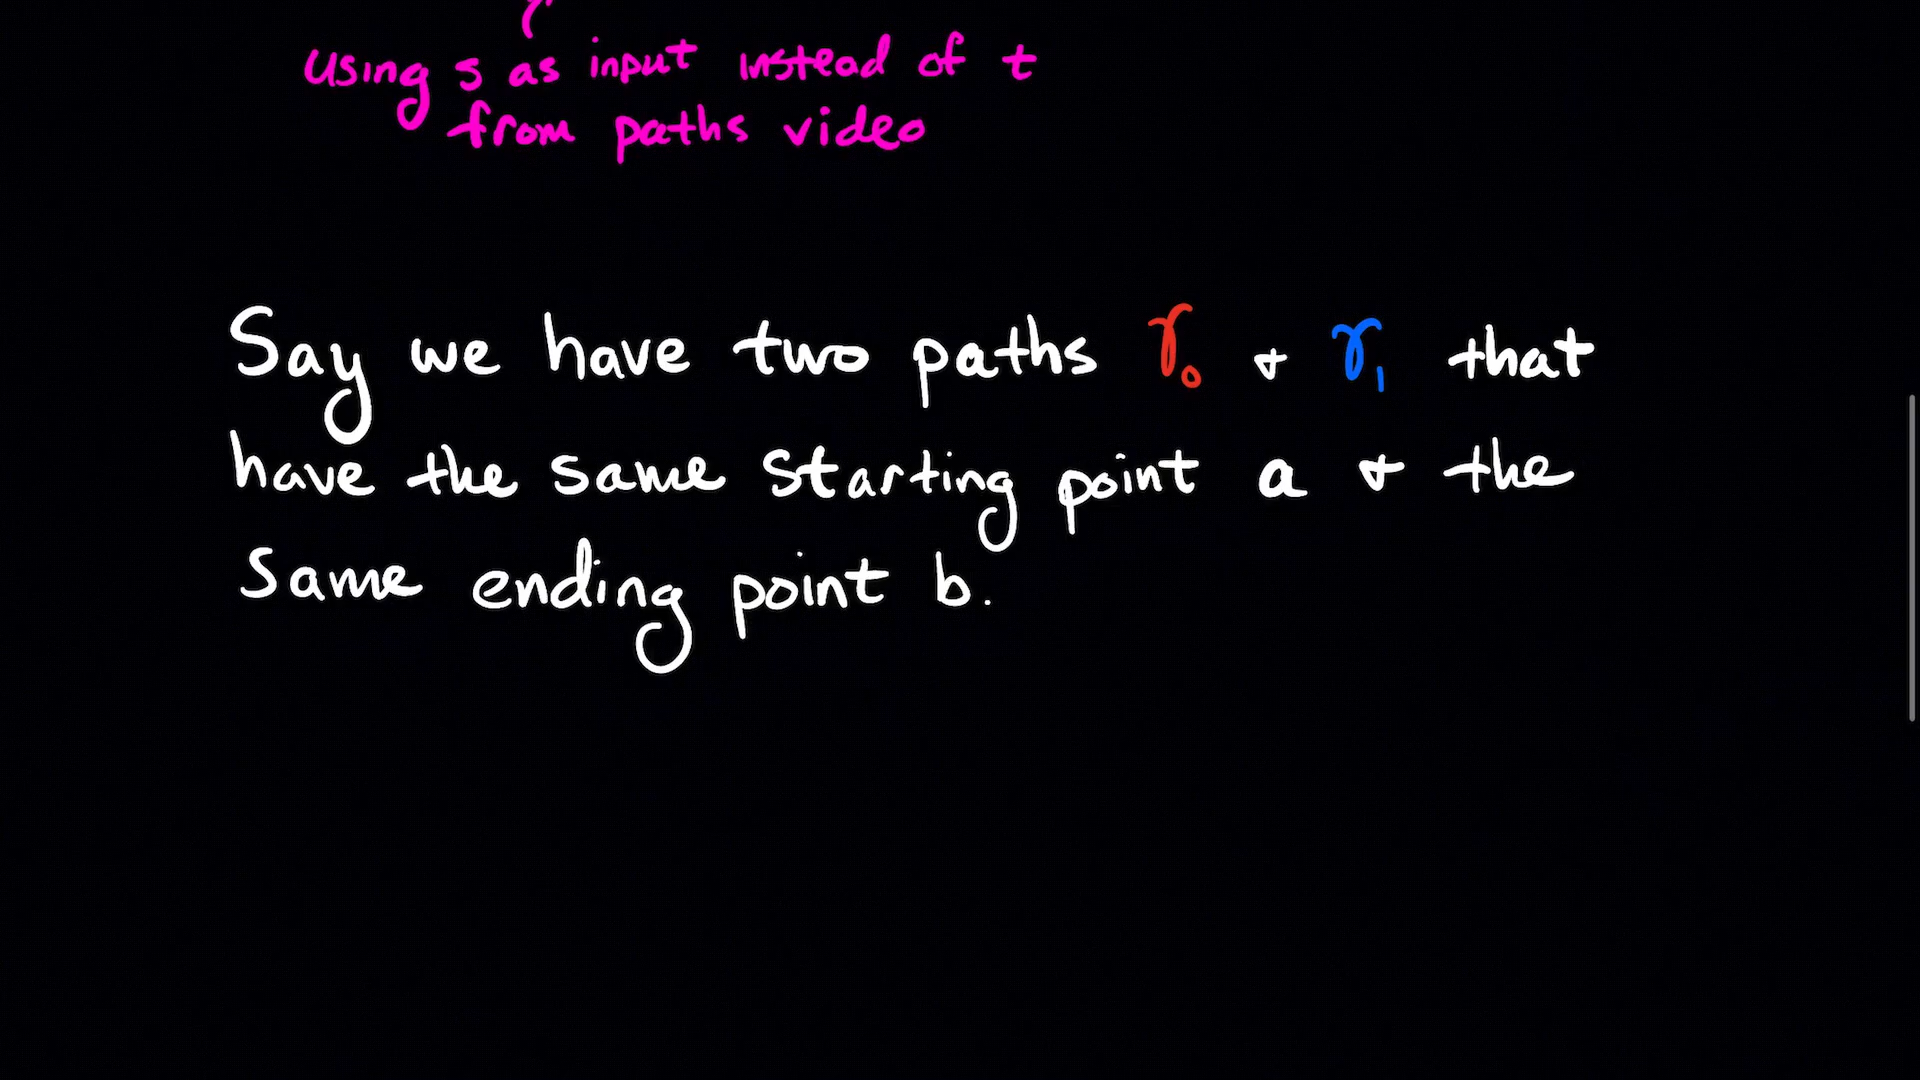 using s as input instead of t
from paths video
Say we have two paths γ₀ & γ₁ that
have the same starting point a & the
same ending point b.